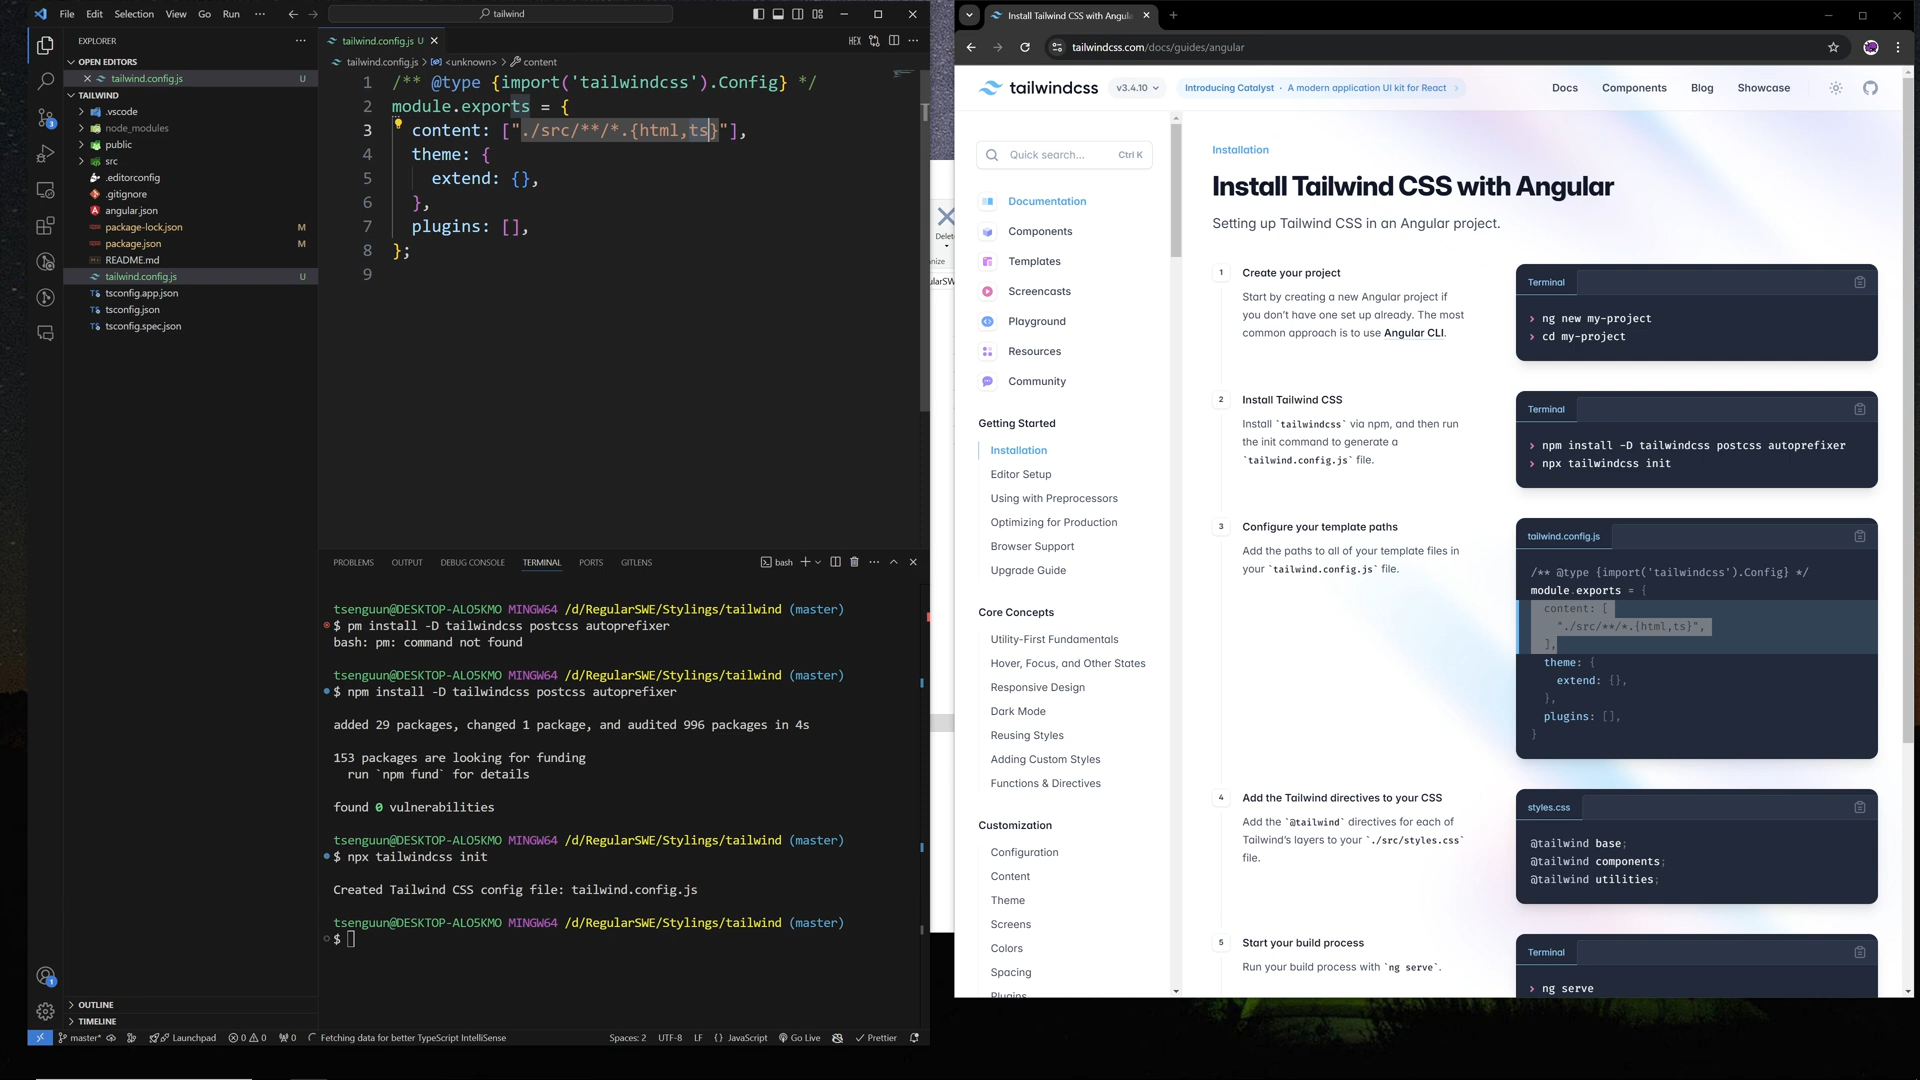 File Edit Selection View Go Run ···
tailwind
EXPLORER
OPEN EDITORS
tailwind.config.js U
TAILWIND
.vscode
node_modules
public
src
.editorconfig
.gitignore
angular.json
package-lock.json M
package.json M
README.md
tailwind.config.js U
tsconfig.app.json
tsconfig.json
tsconfig.spec.json
OUTLINE
TIMELINE
tailwind.config.js U
HEX
tailwind.config.js > <unknown> > content
1 /** @type {import('tailwindcss').Config} */
2 module.exports = {
3 content: ["./src/**/*.{html,ts}"],
4 theme: {
5 extend: {},
6 },
7 plugins: [],
8 };
9
PROBLEMS OUTPUT DEBUG CONSOLE TERMINAL PORTS GITLENS
bash
tsenguun@DESKTOP-ALO5KMO MINGW64 /d/RegularSWE/Stylings/tailwind (master)
$ pm install -D tailwindcss postcss autoprefixer
bash: pm: command not found
tsenguun@DESKTOP-ALO5KMO MINGW64 /d/RegularSWE/Stylings/tailwind (master)
$ npm install -D tailwindcss postcss autoprefixer
added 29 packages, changed 1 package, and audited 996 packages in 4s
153 packages are looking for funding
run `npm fund` for details
found 0 vulnerabilities
tsenguun@DESKTOP-ALO5KMO MINGW64 /d/RegularSWE/Stylings/tailwind (master)
$ npx tailwindcss init
Created Tailwind CSS config file: tailwind.config.js
tsenguun@DESKTOP-ALO5KMO MINGW64 /d/RegularSWE/Stylings/tailwind (master)
$
3
1
master* Launchpad 0 0 0 Fetching data for better TypeScript IntelliSense
Spaces: 2 UTF-8 LF {} JavaScript Go Live Prettier
Install Tailwind CSS with Angular
tailwindcss.com/docs/guides/angular
tailwindcss v3.4.10
Introducing Catalyst · A modern application UI kit for React
Docs Components Blog Showcase
Quick search... Ctrl K
Documentation
Components
Templates
Screencasts
Playground
Resources
Community
Getting Started
Installation
Editor Setup
Using with Preprocessors
Optimizing for Production
Browser Support
Upgrade Guide
Core Concepts
Utility-First Fundamentals
Hover, Focus, and Other States
Responsive Design
Dark Mode
Reusing Styles
Adding Custom Styles
Functions & Directives
Customization
Configuration
Content
Theme
Screens
Colors
Spacing
Plugins
Installation
Install Tailwind CSS with Angular
Setting up Tailwind CSS in an Angular project.
1 Create your project
Start by creating a new Angular project if
you don't have one set up already. The most
common approach is to use Angular CLI.
Terminal
> ng new my-project
> cd my-project
2 Install Tailwind CSS
Install `tailwindcss` via npm, and then run
the init command to generate a
`tailwind.config.js` file.
Terminal
> npm install -D tailwindcss postcss autoprefixer
> npx tailwindcss init
3 Configure your template paths
Add the paths to all of your template files in
your `tailwind.config.js` file.
tailwind.config.js
/** @type {import('tailwindcss').Config} */
module.exports = {
content: [
"./src/**/*.{html,ts}",
],
theme: {
extend: {},
},
plugins: [],
}
4 Add the Tailwind directives to your CSS
Add the `@tailwind` directives for each of
Tailwind's layers to your `./src/styles.css`
file.
styles.css
@tailwind base;
@tailwind components;
@tailwind utilities;
5 Start your build process
Run your build process with `ng serve`.
Terminal
> ng serve